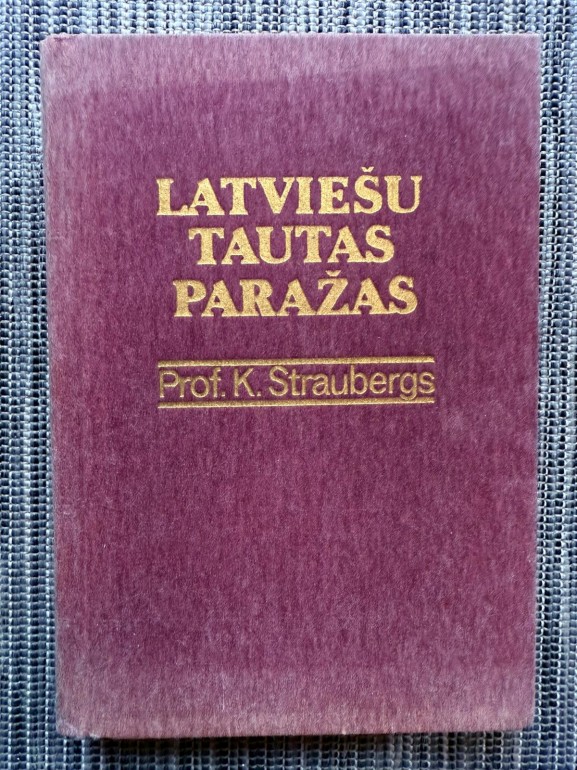 LATVIEŠU
TAUTAS
PARAŽAS
Prof. K. Straubergs